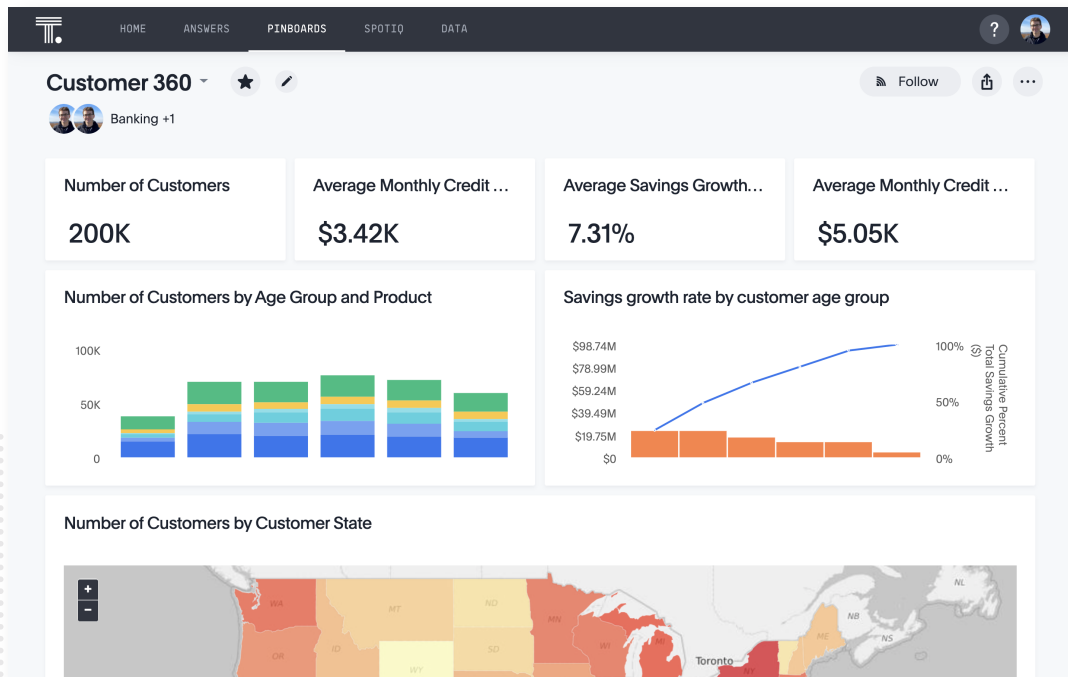 T.
HOME ANSWERS PINBOARDS SPOTIQ DATA
?
Customer 360
Follow
Banking +1
Number of Customers
200K
Average Monthly Credit ...
$3.42K
Average Savings Growth...
7.31%
Average Monthly Credit ...
$5.05K
Number of Customers by Age Group and Product
100K
50K
0
Savings growth rate by customer age group
$98.74M
$78.99M
$59.24M
$39.49M
$19.75M
$0
100%
50%
0%
Cumulative Percent
Total Savings Growth
($)
Number of Customers by Customer State
+
−
WA
MT
ND
MN
OR
ID
WY
SD
WI
MI
Toronto
NY
ME
NB
NS
NL